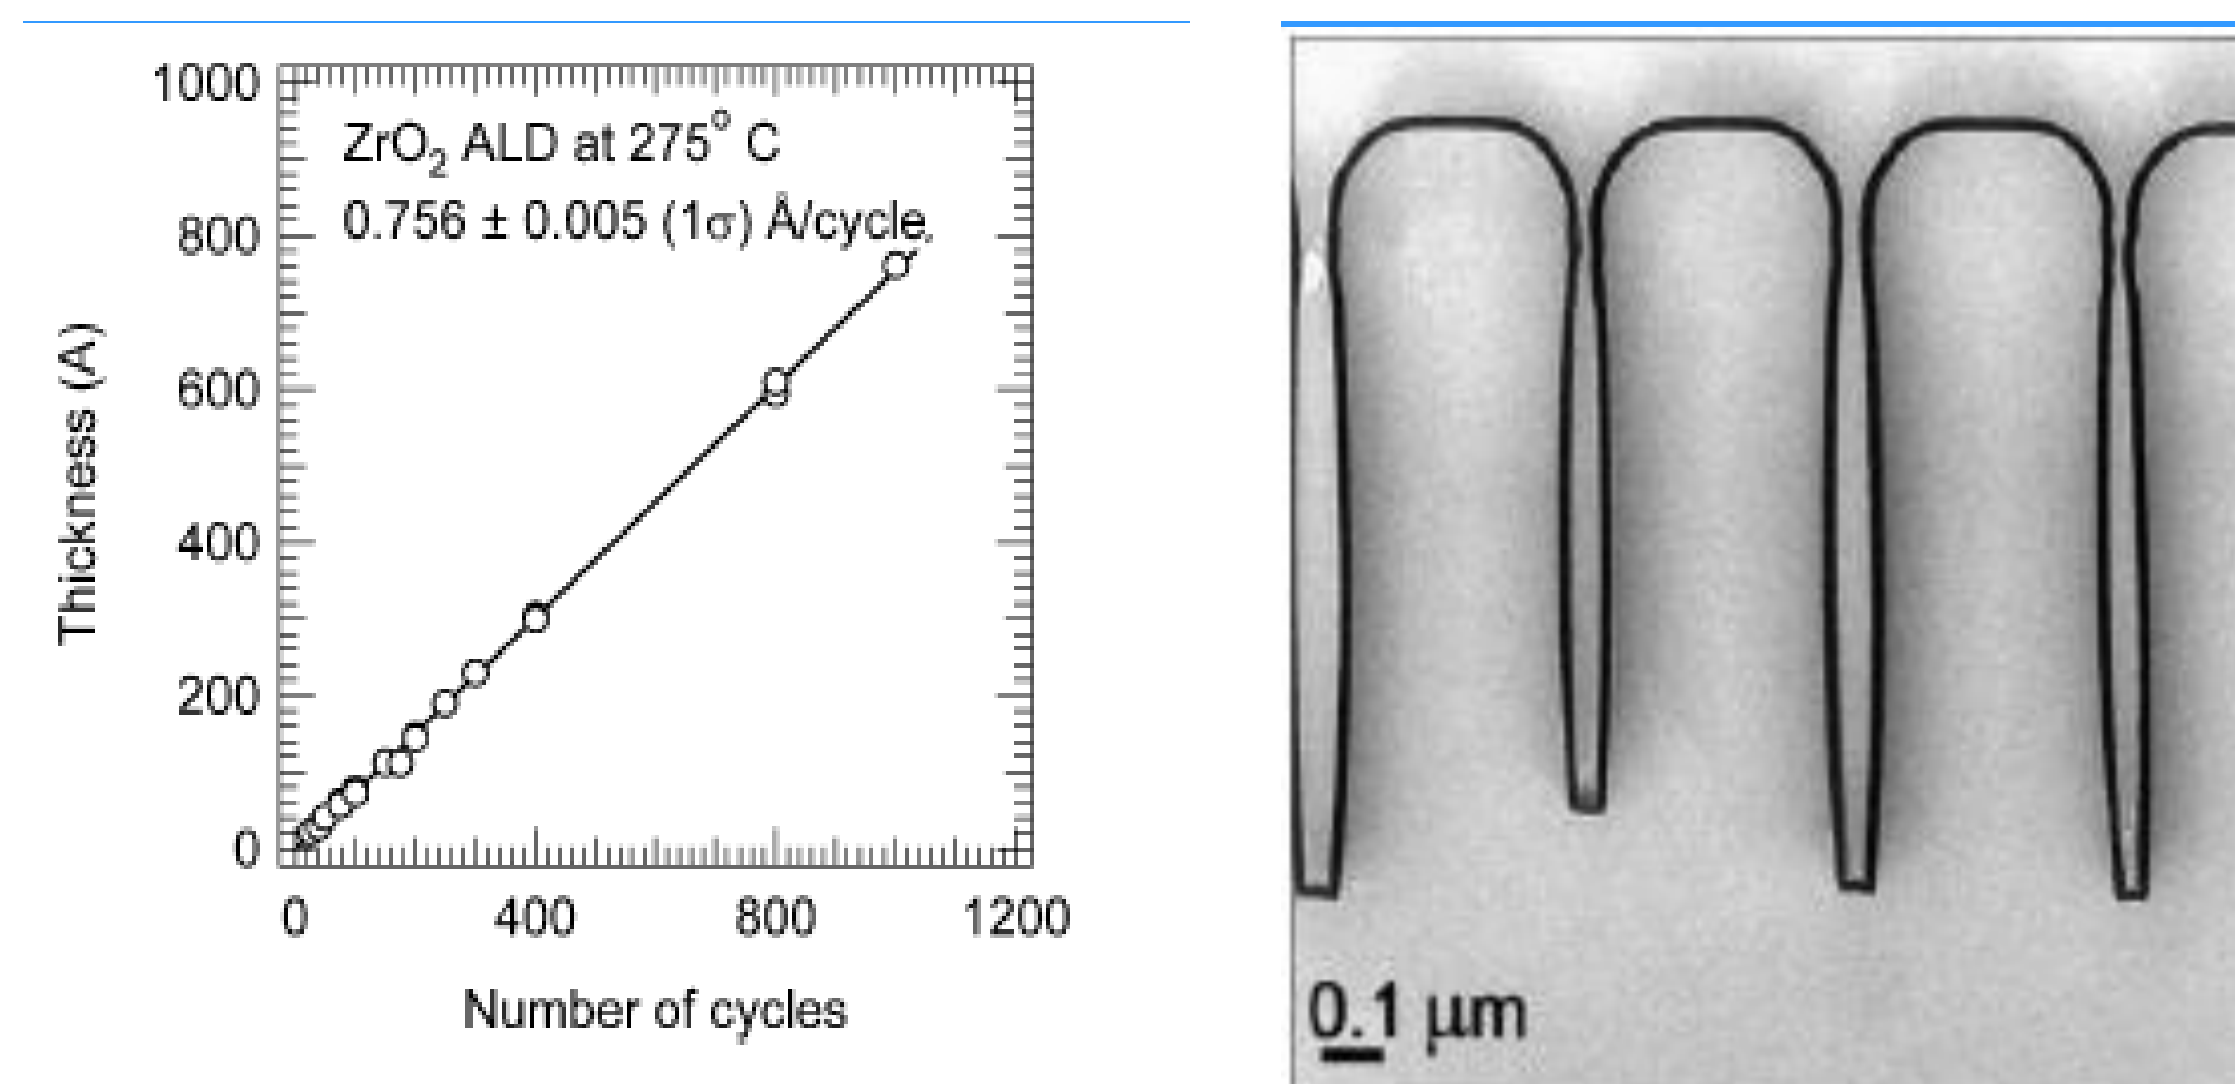 1000
800
600
400
200
0
Thickness (A)
ZrO₂ ALD at 275° C
0.756 ± 0.005 (1σ) Å/cycle
0 400 800 1200
Number of cycles
0.1 μm